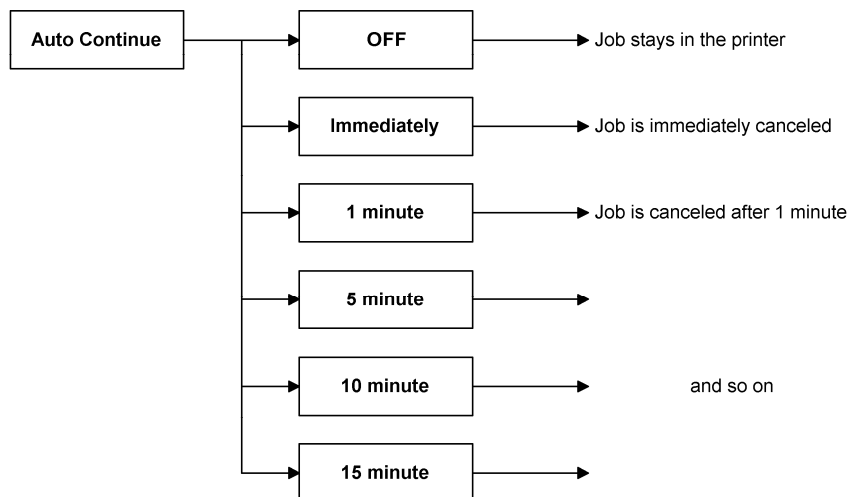 Auto Continue
OFF
Job stays in the printer
Immediately
Job is immediately canceled
1 minute
Job is canceled after 1 minute
5 minute
10 minute
and so on
15 minute